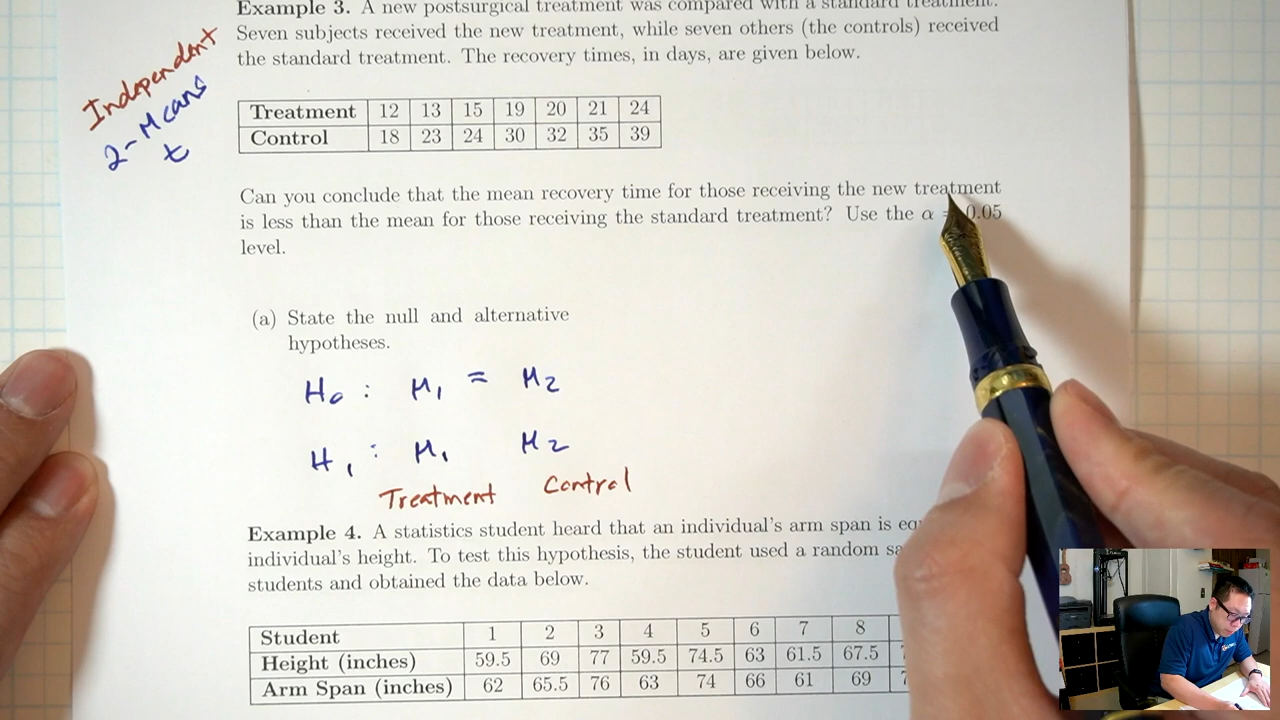 Example 3. A new postsurgical treatment was compared with a standard treatment.
Seven subjects received the new treatment, while seven others (the controls) received
the standard treatment. The recovery times, in days, are given below.
Independent
2-Means
t
Treatment 12 13 15 19 20 21 24
Control 18 23 24 30 32 35 39
Can you conclude that the mean recovery time for those receiving the new treatment
is less than the mean for those receiving the standard treatment? Use the α = 0.05
level.
(a) State the null and alternative
hypotheses.
H₀ : μ₁ = μ₂
H₁ : μ₁ μ₂
Treatment Control
Example 4. A statistics student heard that an individual's arm span is
individual's height. To test this hypothesis, the student used a random
students and obtained the data below.
Student 1 2 3 4 5 6 7 8
Height (inches) 59.5 69 77 59.5 74.5 63 61.5 67.5
Arm Span (inches) 62 65.5 76 63 74 66 61 69